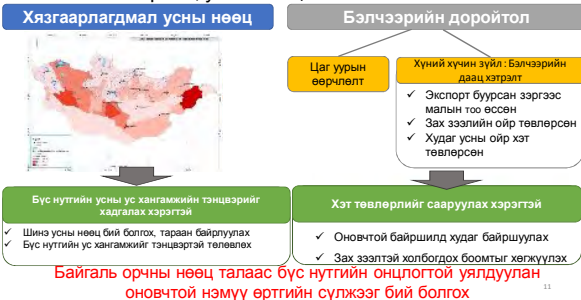 Хязгаарлагдмал усны нөөц
Бэлчээрийн доройтол
Цаг уурын
өөрчлөлт
Хүний хүчин зүйл : Бэлчээрийн
даац хэтрэлт
✓ Экспорт буурсан зэргээс
малын тоо өссөн
✓ Зах зээлийн ойр төвлөрсөн
✓ Худаг усны ойр хэт
төвлөрсөн
Бүс нутгийн усны ус хангамжийн тэнцвэрийг
хадгалах хэрэгтэй
✓ Шинэ усны нөөц бий болгох, тараан байрлуулах
✓ Бүс нутгийн ус хангамжийг тэнцвэртэй төлөвлөх
Хэт төвлөрлийг сааруулах хэрэгтэй
✓ Оновчтой байршилд худаг байршуулах
✓ Зах зээлтэй холбогдох боомтыг хөгжүүлэх
Байгаль орчны нөөц талаас бүс нутгийн онцлогтой уялдуулан
оновчтой нэмүү өртгийн сүлжээг бий болгох
11